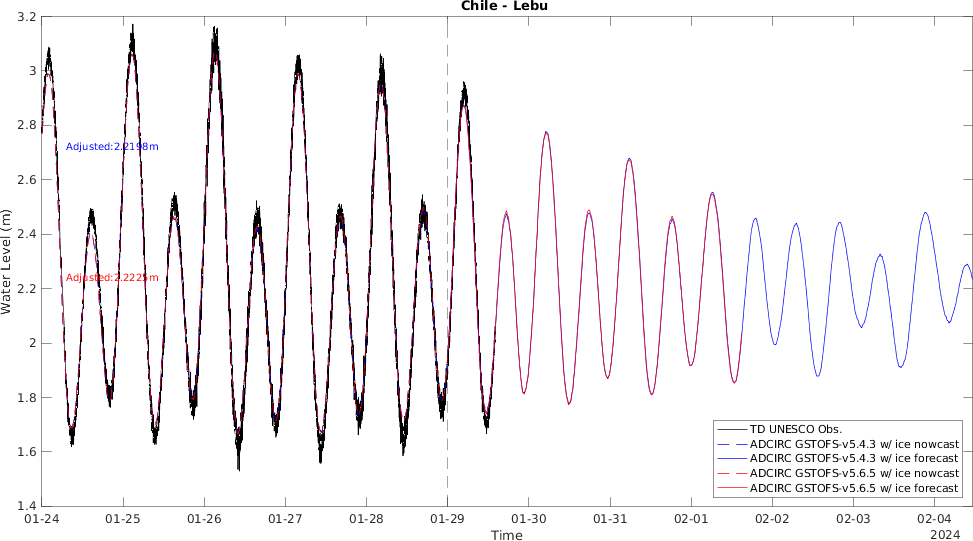 Chile - Lebu
3.2
3
2.8
2.6
2.4
2.2
2
1.8
1.6
1.4
Water Level (m)
Adjusted:2.2198m
Adjusted:2.2225m
TD UNESCO Obs.
ADCIRC GSTOFS-v5.4.3 w/ ice nowcast
ADCIRC GSTOFS-v5.4.3 w/ ice forecast
ADCIRC GSTOFS-v5.6.5 w/ ice nowcast
ADCIRC GSTOFS-v5.6.5 w/ ice forecast
01-24 01-25 01-26 01-27 01-28 01-29 01-30 01-31 02-01 02-02 02-03 02-04
Time
2024